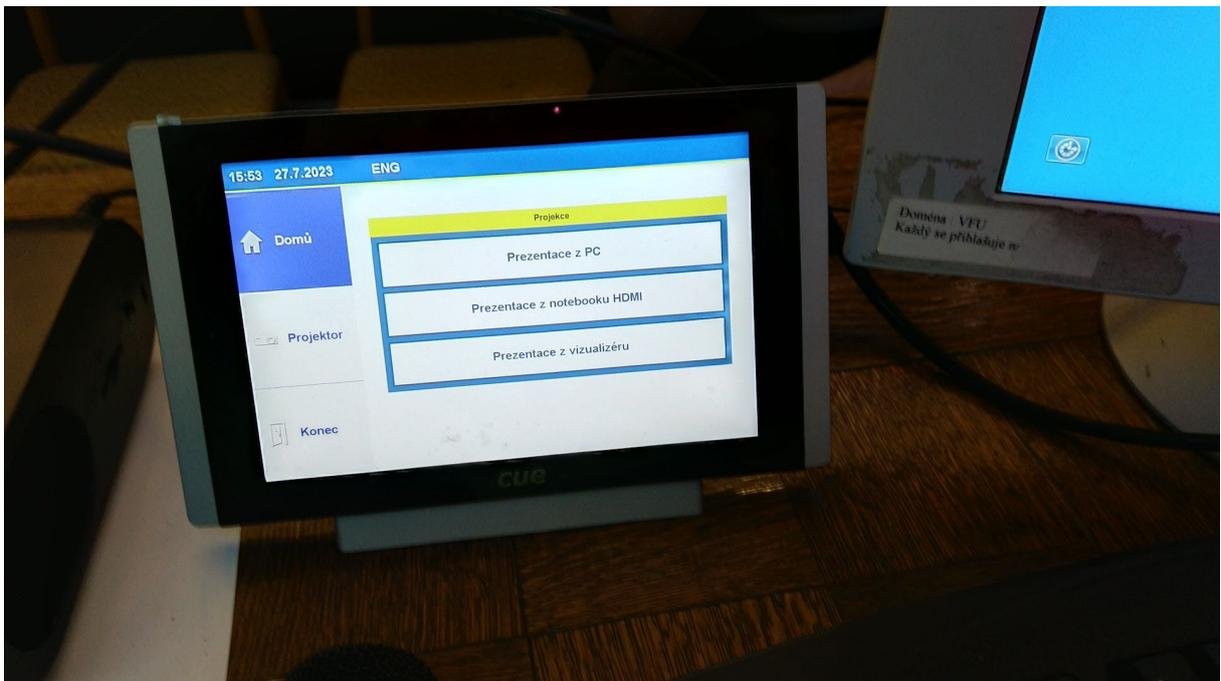 15:53 27.7.2023 ENG
Domů
Projektor
Konec
Projekce
Prezentace z PC
Prezentace z notebooku HDMI
Prezentace z vizualizéru
cue
Doména VFU
Každý se přihlašuje